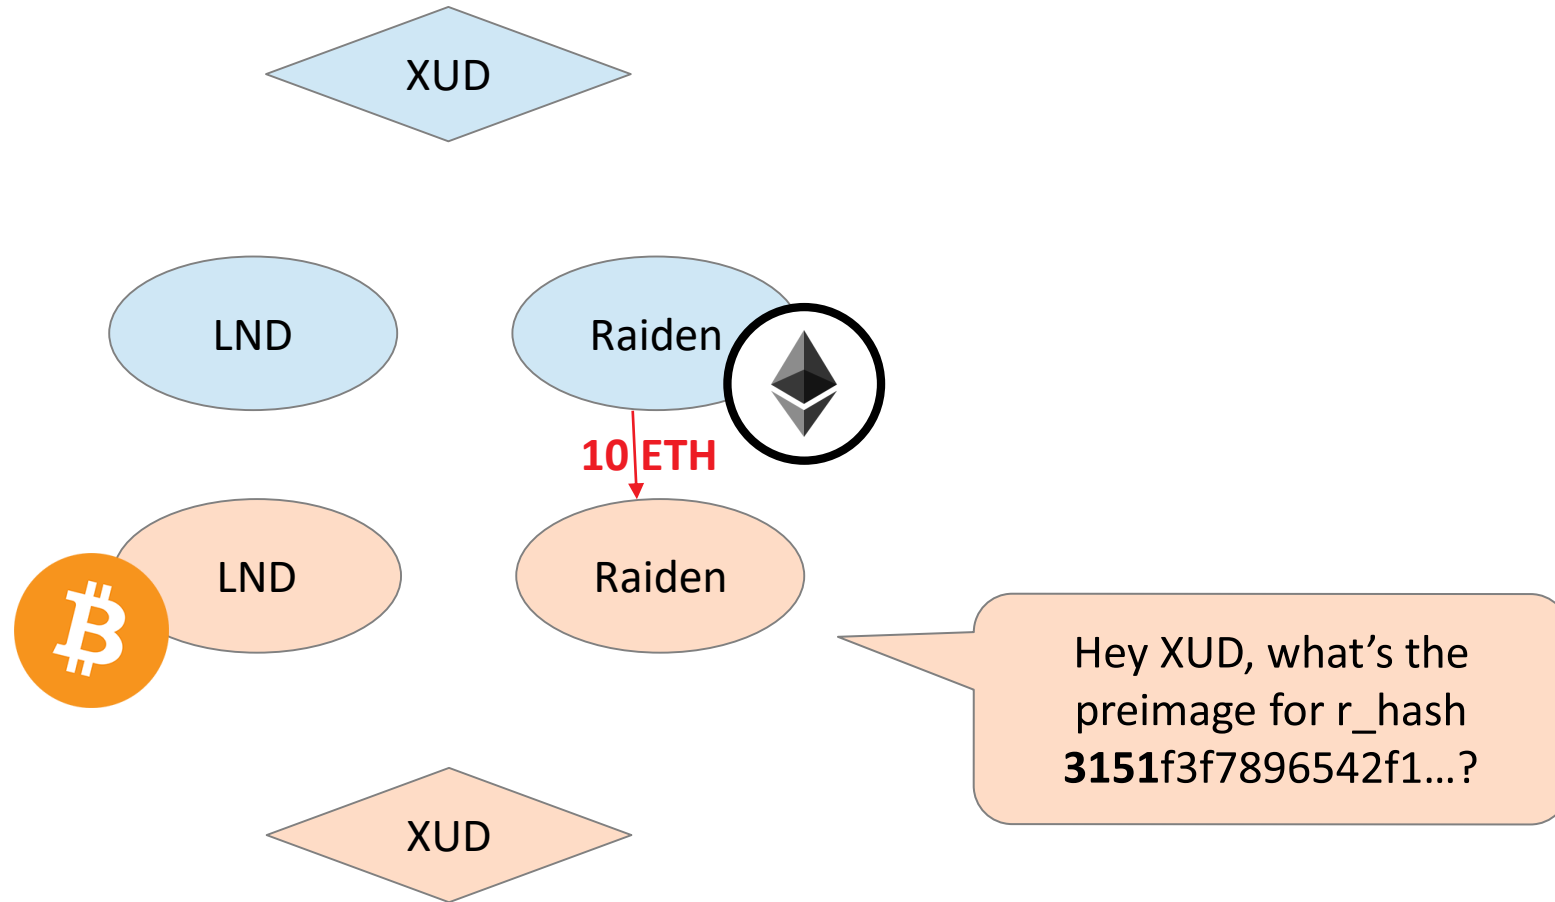 XUD
LND
Raiden
10 ETH
LND
Raiden
Hey XUD, what’s the
preimage for r_hash
3151f3f7896542f1...?
XUD